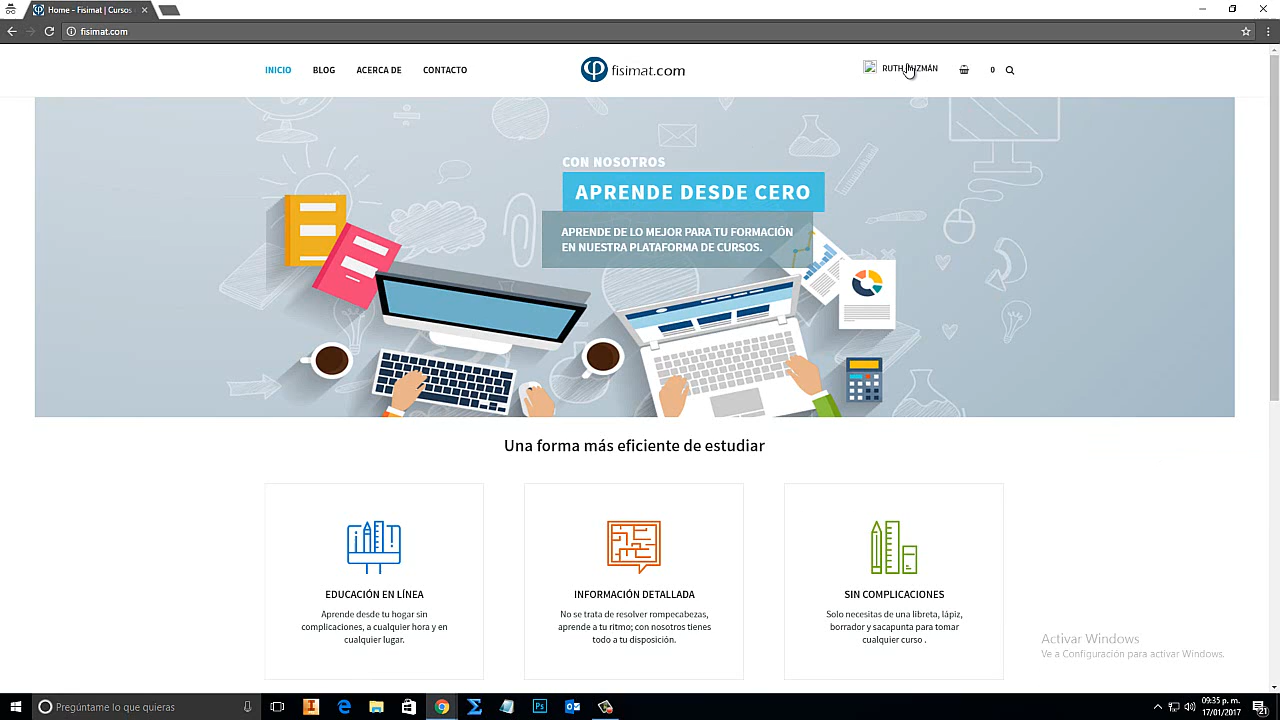 Home – Fisimat | Cursos
fisimat.com
INICIO
BLOG
ACERCA DE
CONTACTO
fisimat.com
RUTH
0
CON NOSOTROS
APRENDE DESDE CERO
APRENDE DE LO MEJOR PARA TU FORMACIÓN
EN NUESTRA PLATAFORMA DE CURSOS.
Una forma más eficiente de estudiar
EDUCACIÓN EN LÍNEA
Aprende desde tu hogar sin
complicaciones, a cualquier hora y en
cualquier lugar.
INFORMACIÓN DETALLADA
No se trata de resolver rompecabezas,
aprende a tu ritmo; con nosotros tienes
todo a tu disposición.
SIN COMPLICACIONES
Solo necesitas de una libreta, lápiz,
borrador y sacapunta para tomar
cualquier curso .
Activar Windows
Ve a Configuración para activar Windows.
Pregúntame lo que quieras
09:35 p. m.
17/01/2017